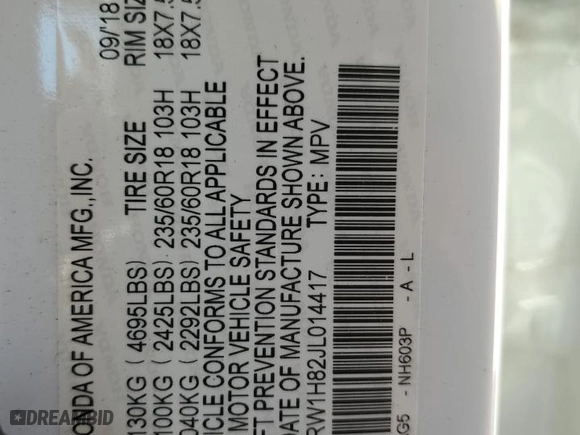 09/'18
ONDA OF AMERICA MFG.,INC.
TIRE SIZE RIM SIZ
130KG ( 4695LBS)
100KG ( 2425LBS) 235/60R18 103H 18X7.5
040KG ( 2292LBS) 235/60R18 103H 18X7.5
ICLE CONFORMS TO ALL APPLICABLE
MOTOR VEHICLE SAFETY
FT PREVENTION STANDARDS IN EFFECT
DATE OF MANUFACTURE SHOWN ABOVE.
RW1H82JL014417 TYPE: MPV
G5 - NH603P - A - L
DREAMBID